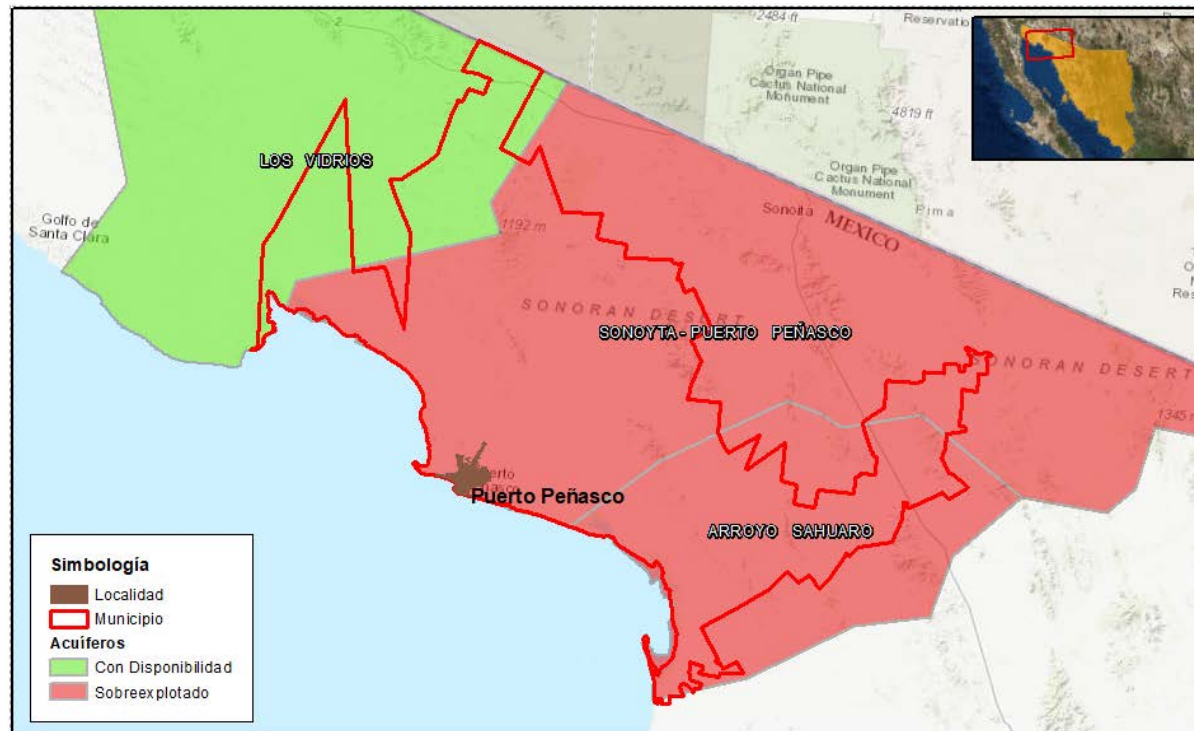 2484 ft
Reservation
Organ Pipe
Cactus National
Monument
4819 ft
2
LOS VIDRIOS
Organ Pipe
Cactus National
Monument
Golfo de
Santa Clara
1192 m
Sonoita
MEXICO
Pima
SONORAN DESERT
SONOYTA - PUERTO PEÑASCO
SONORAN DESERT
1345 m
Puerto Peñasco
ARROYO SAHUARO
Simbología
Localidad
Municipio
Acuíferos
Con Disponibilidad
Sobreexplotado